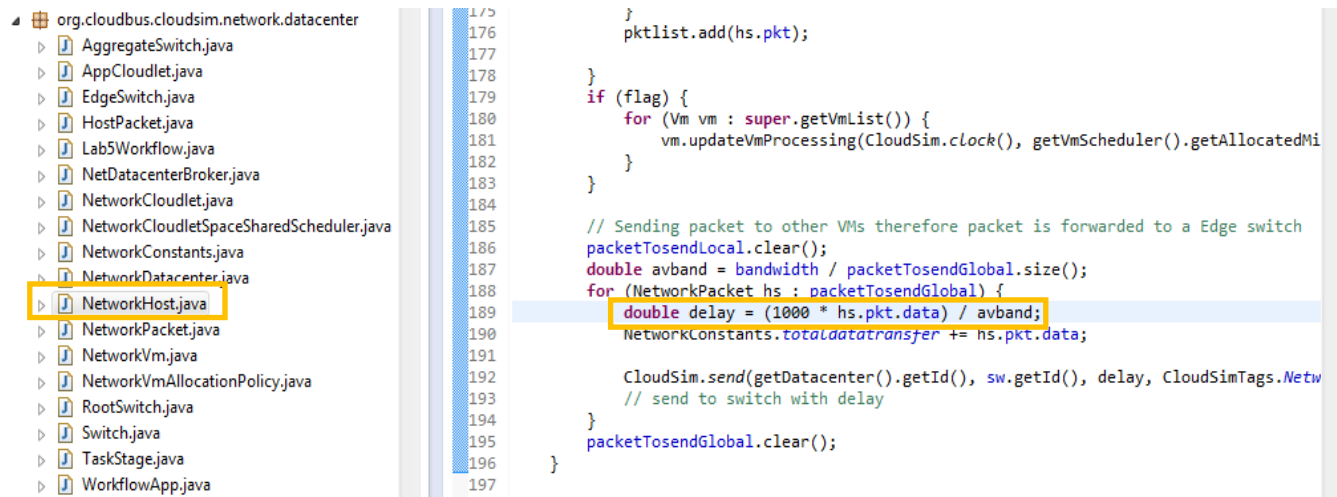 org.cloudbus.cloudsim.network.datacenter
AggregateSwitch.java
AppCloudlet.java
EdgeSwitch.java
HostPacket.java
Lab5Workflow.java
NetDatacenterBroker.java
NetworkCloudlet.java
NetworkCloudletSpaceSharedScheduler.java
NetworkConstants.java
NetworkDatacenter.java
NetworkHost.java
NetworkPacket.java
NetworkVm.java
NetworkVmAllocationPolicy.java
RootSwitch.java
Switch.java
TaskStage.java
WorkflowApp.java
175 }
176 pktlist.add(hs.pkt);
177
178 }
179 if (flag) {
180 for (Vm vm : super.getVmList()) {
181 vm.updateVmProcessing(CloudSim.clock(), getVmScheduler().getAllocatedMi
182 }
183 }
184
185 // Sending packet to other VMs therefore packet is forwarded to a Edge switch
186 packetTosendLocal.clear();
187 double avband = bandwidth / packetTosendGlobal.size();
188 for (NetworkPacket hs : packetTosendGlobal) {
189 double delay = (1000 * hs.pkt.data) / avband;
190 NetworkConstants.totaldatatransfer += hs.pkt.data;
191
192 CloudSim.send(getDatacenter().getId(), sw.getId(), delay, CloudSimTags.Netw
193 // send to switch with delay
194 }
195 packetTosendGlobal.clear();
196 }
197